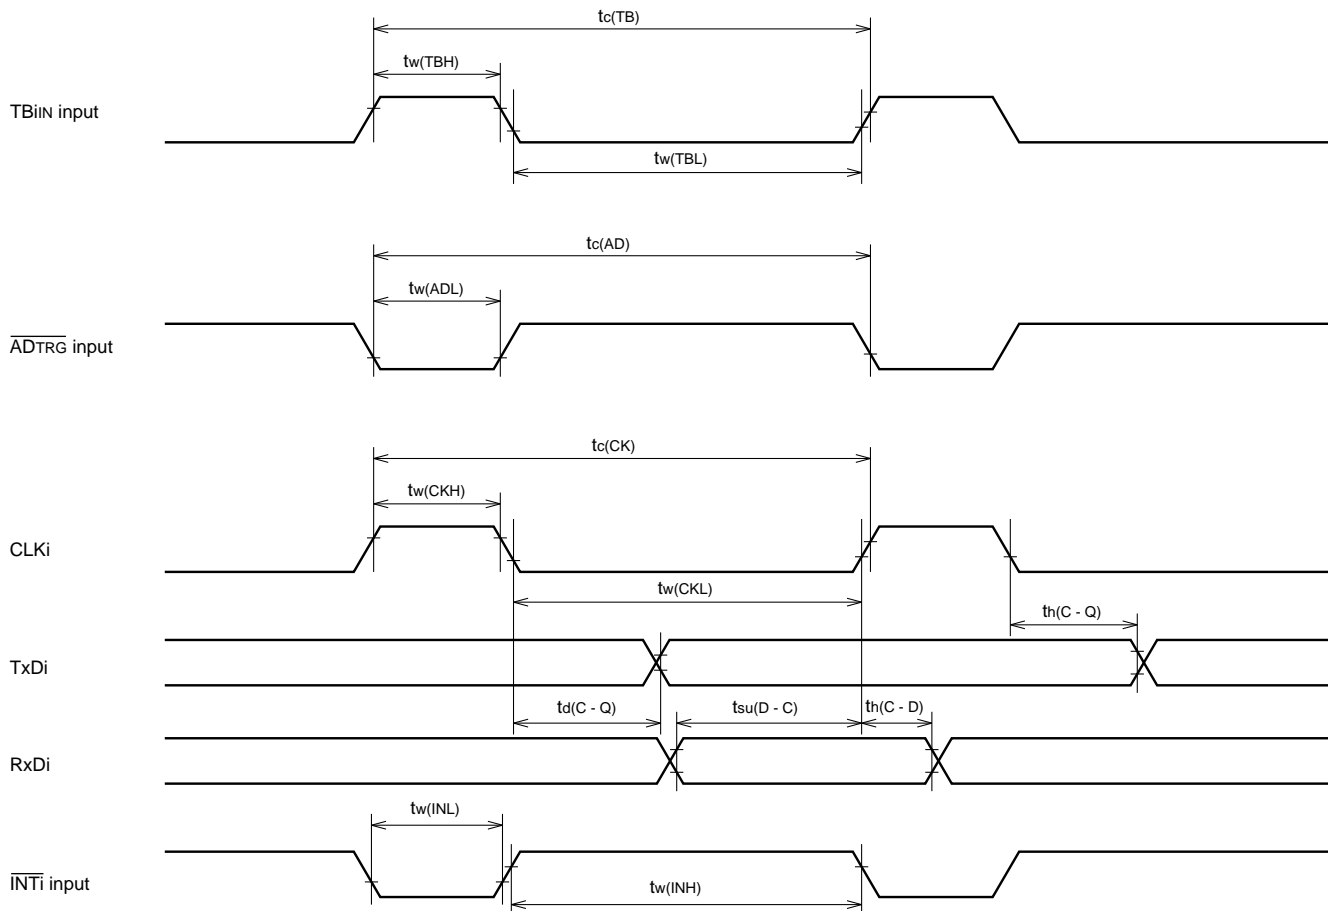 tc(TB)
tw(TBH)
TBiIN input
tw(TBL)
tc(AD)
tw(ADL)
ADTRG input
tc(CK)
tw(CKH)
CLKi
tw(CKL)
th(C - Q)
TxDi
td(C - Q)
tsu(D - C)
th(C - D)
RxDi
tw(INL)
INTi input
tw(INH)